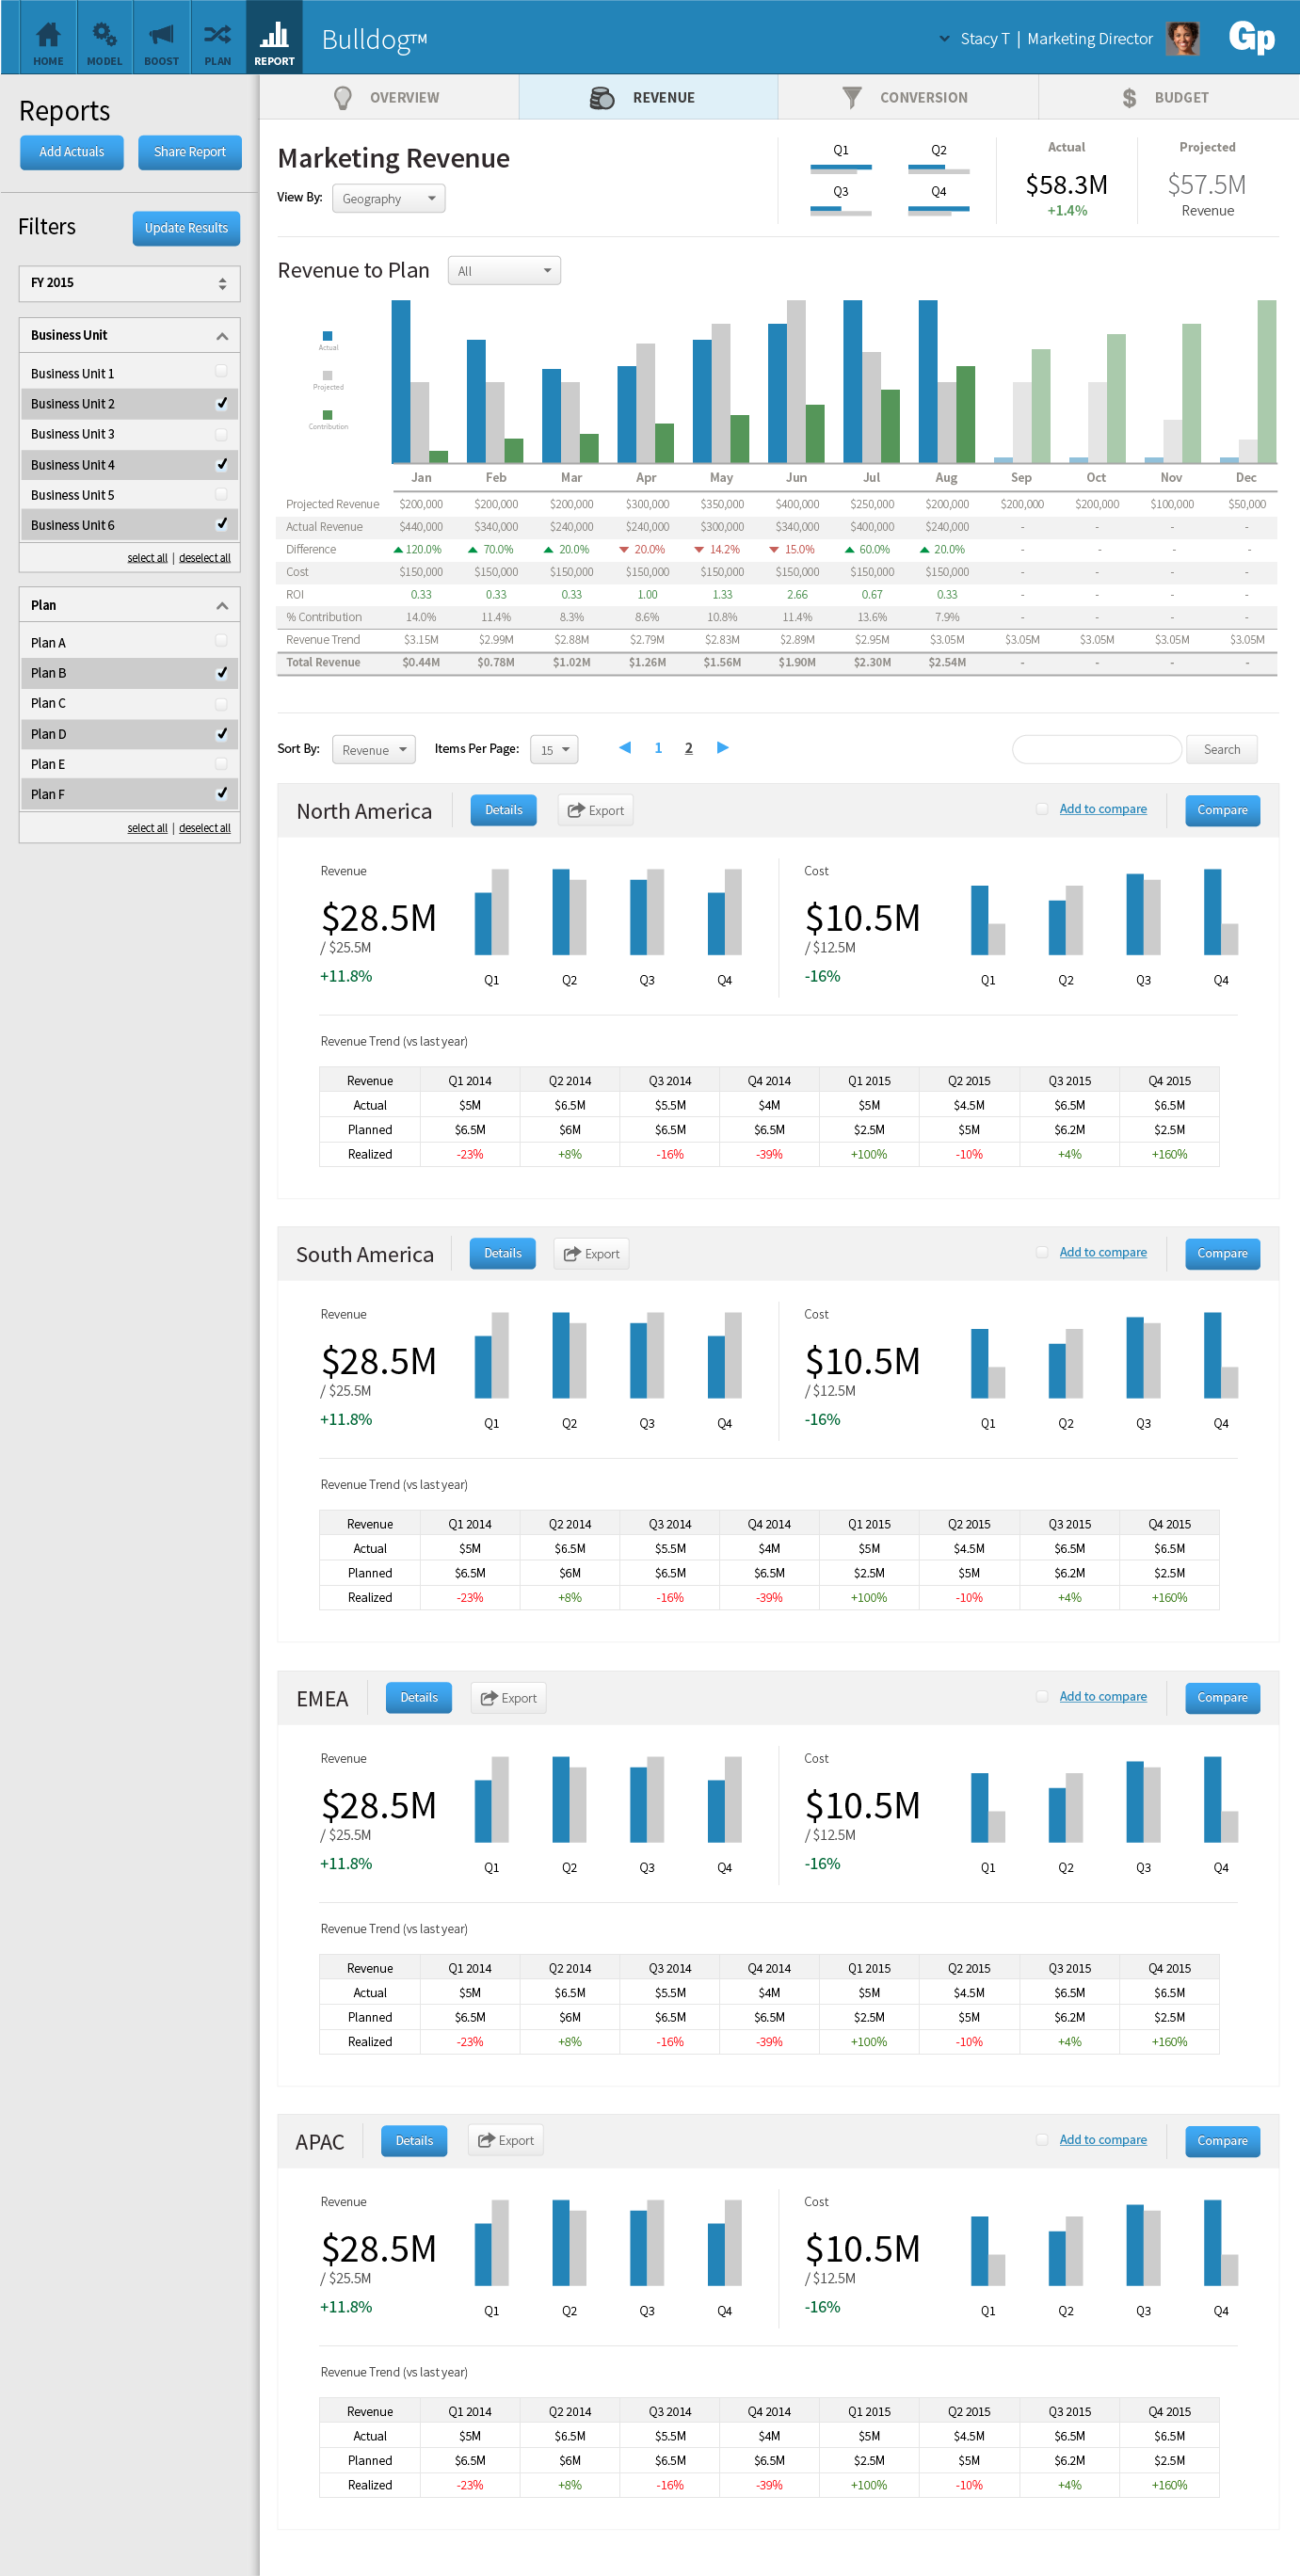 HOME MODEL BOOST PLAN REPORT Bulldog™ Stacy T | Marketing Director Gp
Reports
Add Actuals Share Report
Filters Update Results
FY 2015
Business Unit
Business Unit 1
Business Unit 2
Business Unit 3
Business Unit 4
Business Unit 5
Business Unit 6
select all | deselect all
Plan
Plan A
Plan B
Plan C
Plan D
Plan E
Plan F
select all | deselect all
OVERVIEW REVENUE CONVERSION $ BUDGET
Marketing Revenue
View By: Geography
Q1 Q2
Q3 Q4
Actual
$58.3M
+1.4%
Projected
$57.5M
Revenue
Revenue to Plan All
Actual
Projected
Contribution
Jan Feb Mar Apr May Jun Jul Aug Sep Oct Nov Dec
Projected Revenue $200,000 $200,000 $200,000 $300,000 $350,000 $400,000 $250,000 $200,000 $200,000 $200,000 $100,000 $50,000
Actual Revenue $440,000 $340,000 $240,000 $240,000 $300,000 $340,000 $400,000 $240,000 - - - -
Difference 120.0% 70.0% 20.0% 20.0% 14.2% 15.0% 60.0% 20.0% - - - -
Cost $150,000 $150,000 $150,000 $150,000 $150,000 $150,000 $150,000 $150,000 - - - -
ROI 0.33 0.33 0.33 1.00 1.33 2.66 0.67 0.33 - - - -
% Contribution 14.0% 11.4% 8.3% 8.6% 10.8% 11.4% 13.6% 7.9% - - - -
Revenue Trend $3.15M $2.99M $2.88M $2.79M $2.83M $2.89M $2.95M $3.05M $3.05M $3.05M $3.05M $3.05M
Total Revenue $0.44M $0.78M $1.02M $1.26M $1.56M $1.90M $2.30M $2.54M - - - -
Sort By: Revenue Items Per Page: 15 1 2 Search
North America Details Export Add to compare Compare
Revenue
$28.5M
/ $25.5M
+11.8%
Q1 Q2 Q3 Q4
Cost
$10.5M
/ $12.5M
-16%
Q1 Q2 Q3 Q4
Revenue Trend (vs last year)
Revenue Q1 2014 Q2 2014 Q3 2014 Q4 2014 Q1 2015 Q2 2015 Q3 2015 Q4 2015
Actual $5M $6.5M $5.5M $4M $5M $4.5M $6.5M $6.5M
Planned $6.5M $6M $6.5M $6.5M $2.5M $5M $6.2M $2.5M
Realized -23% +8% -16% -39% +100% -10% +4% +160%
South America Details Export Add to compare Compare
Revenue
$28.5M
/ $25.5M
+11.8%
Q1 Q2 Q3 Q4
Cost
$10.5M
/ $12.5M
-16%
Q1 Q2 Q3 Q4
Revenue Trend (vs last year)
Revenue Q1 2014 Q2 2014 Q3 2014 Q4 2014 Q1 2015 Q2 2015 Q3 2015 Q4 2015
Actual $5M $6.5M $5.5M $4M $5M $4.5M $6.5M $6.5M
Planned $6.5M $6M $6.5M $6.5M $2.5M $5M $6.2M $2.5M
Realized -23% +8% -16% -39% +100% -10% +4% +160%
EMEA Details Export Add to compare Compare
Revenue
$28.5M
/ $25.5M
+11.8%
Q1 Q2 Q3 Q4
Cost
$10.5M
/ $12.5M
-16%
Q1 Q2 Q3 Q4
Revenue Trend (vs last year)
Revenue Q1 2014 Q2 2014 Q3 2014 Q4 2014 Q1 2015 Q2 2015 Q3 2015 Q4 2015
Actual $5M $6.5M $5.5M $4M $5M $4.5M $6.5M $6.5M
Planned $6.5M $6M $6.5M $6.5M $2.5M $5M $6.2M $2.5M
Realized -23% +8% -16% -39% +100% -10% +4% +160%
APAC Details Export Add to compare Compare
Revenue
$28.5M
/ $25.5M
+11.8%
Q1 Q2 Q3 Q4
Cost
$10.5M
/ $12.5M
-16%
Q1 Q2 Q3 Q4
Revenue Trend (vs last year)
Revenue Q1 2014 Q2 2014 Q3 2014 Q4 2014 Q1 2015 Q2 2015 Q3 2015 Q4 2015
Actual $5M $6.5M $5.5M $4M $5M $4.5M $6.5M $6.5M
Planned $6.5M $6M $6.5M $6.5M $2.5M $5M $6.2M $2.5M
Realized -23% +8% -16% -39% +100% -10% +4% +160%